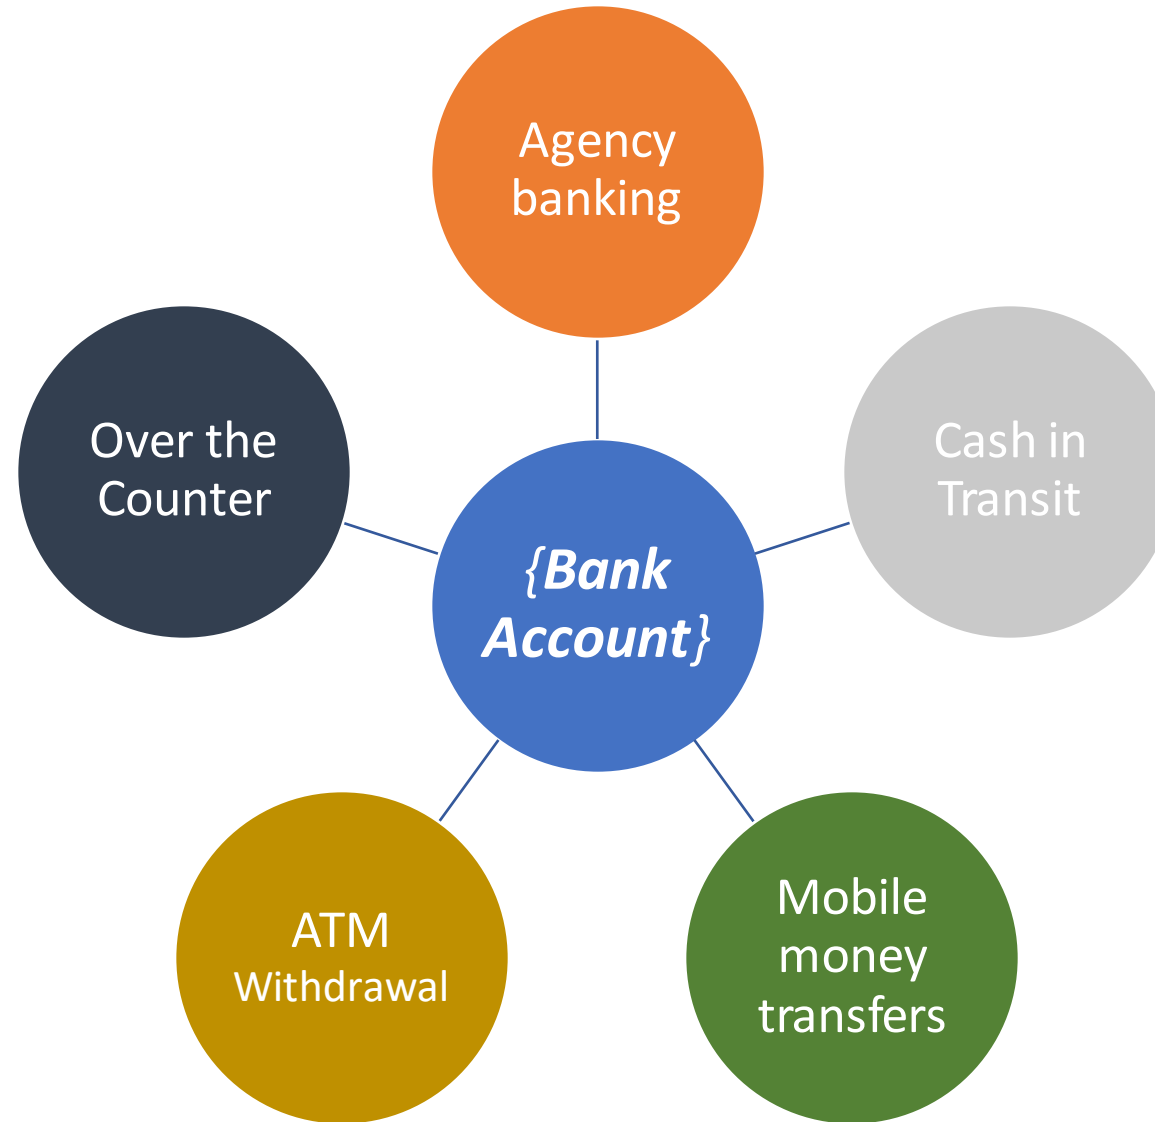 Agency
banking
Over the
Counter
Cash in
Transit
{Bank
Account}
ATM
Withdrawal
Mobile
money
transfers